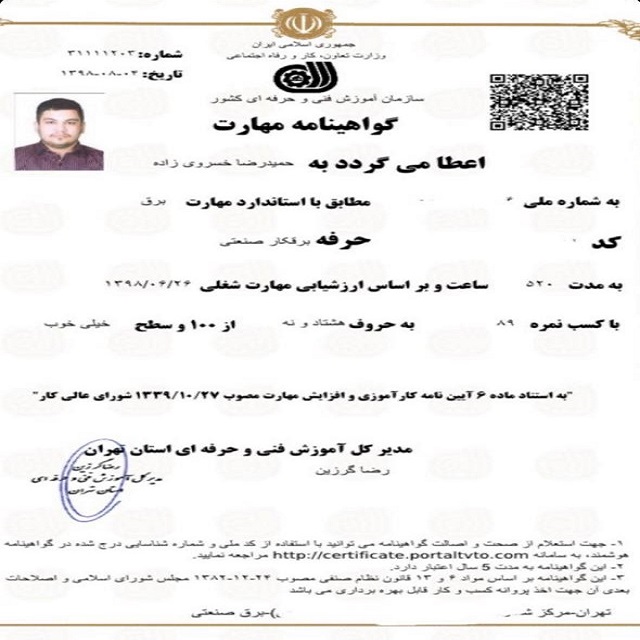 جمهوری اسلامی ایران
وزارت تعاون، کار و رفاه اجتماعی
شماره: ۳۱۱۱۱۲۰۳
تاریخ: ۱۳۹۸-۰۸-۰۴
سازمان آموزش فنی و حرفه ای کشور
گواهینامه مهارت
اعطا می گردد به حمیدرضا خسروی زاده
به شماره ملی ۶ مطابق با استاندارد مهارت برق
کد حرفه برقکار صنعتی
به مدت ۵۲۰ ساعت و بر اساس ارزشیابی مهارت شغلی ۱۳۹۸/۰۶/۲۶
با کسب نمره ۸۹ به حروف هشتاد و نه از ۱۰۰ و سطح خیلی خوب
"به استناد ماده ۶ آیین نامه کارآموزی و افزایش مهارت مصوب ۱۳۳۹/۱۰/۲۷ شورای عالی کار"
مدیر کل آموزش فنی و حرفه ای استان تهران
رضا گرزین
رضا گرزین
مدیر کل آموزش فنی و حرفه ای
استان تهران
۱- جهت استعلام از صحت و اصالت گواهینامه می توانید با استفاده از کد ملی و شماره شناسایی درج شده در گواهینامه
هوشمند، به سامانه http://certificate.portaltvto.com مراجعه نمایید.
۲- این گواهینامه به مدت 5 سال اعتبار دارد.
۳- این گواهینامه بر اساس مواد ۶ و ۱۳ قانون نظام صنفی مصوب ۲۴-۱۲-۱۳۸۲ مجلس شورای اسلامی و اصلاحات
بعدی آن جهت اخذ پروانه کسب و کار قابل بهره برداری می باشد
تهران-مرکز )-برق صنعتی